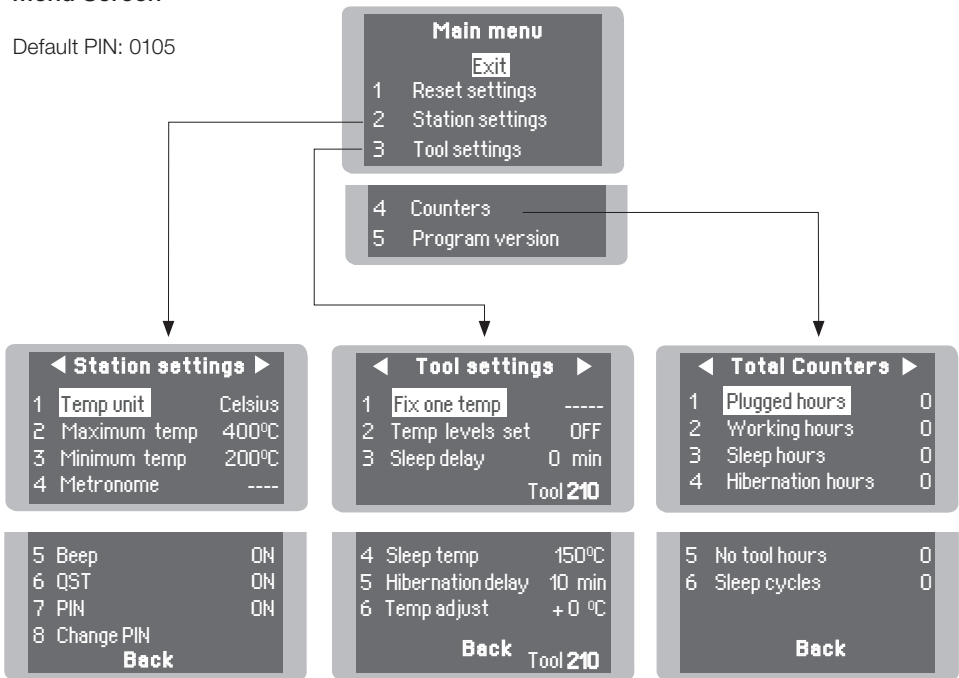 Default PIN: 0105
Main menu
Exit
1 Reset settings
2 Station settings
3 Tool settings
4 Counters
5 Program version
◀ Station settings ▶
1 Temp unit Celsius
2 Maximum temp 400ºC
3 Minimum temp 200ºC
4 Metronome ----
5 Beep ON
6 QST ON
7 PIN ON
8 Change PIN
Back
◀ Tool settings ▶
1 Fix one temp -----
2 Temp levels set OFF
3 Sleep delay 0 min
Tool 210
4 Sleep temp 150ºC
5 Hibernation delay 10 min
6 Temp adjust +0 ºC
Back
Tool 210
◀ Total Counters ▶
1 Plugged hours 0
2 Working hours 0
3 Sleep hours 0
4 Hibernation hours 0
5 No tool hours 0
6 Sleep cycles 0
Back